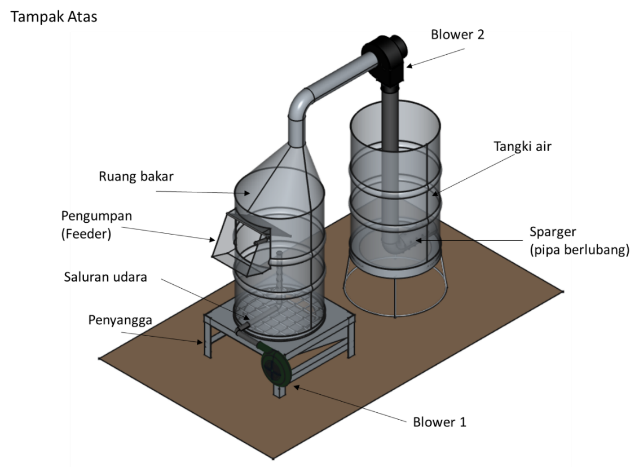 Tampak Atas
Blower 2
Tangki air
Ruang bakar
Pengumpan
(Feeder)
Sparger
(pipa berlubang)
Saluran udara
Penyangga
Blower 1